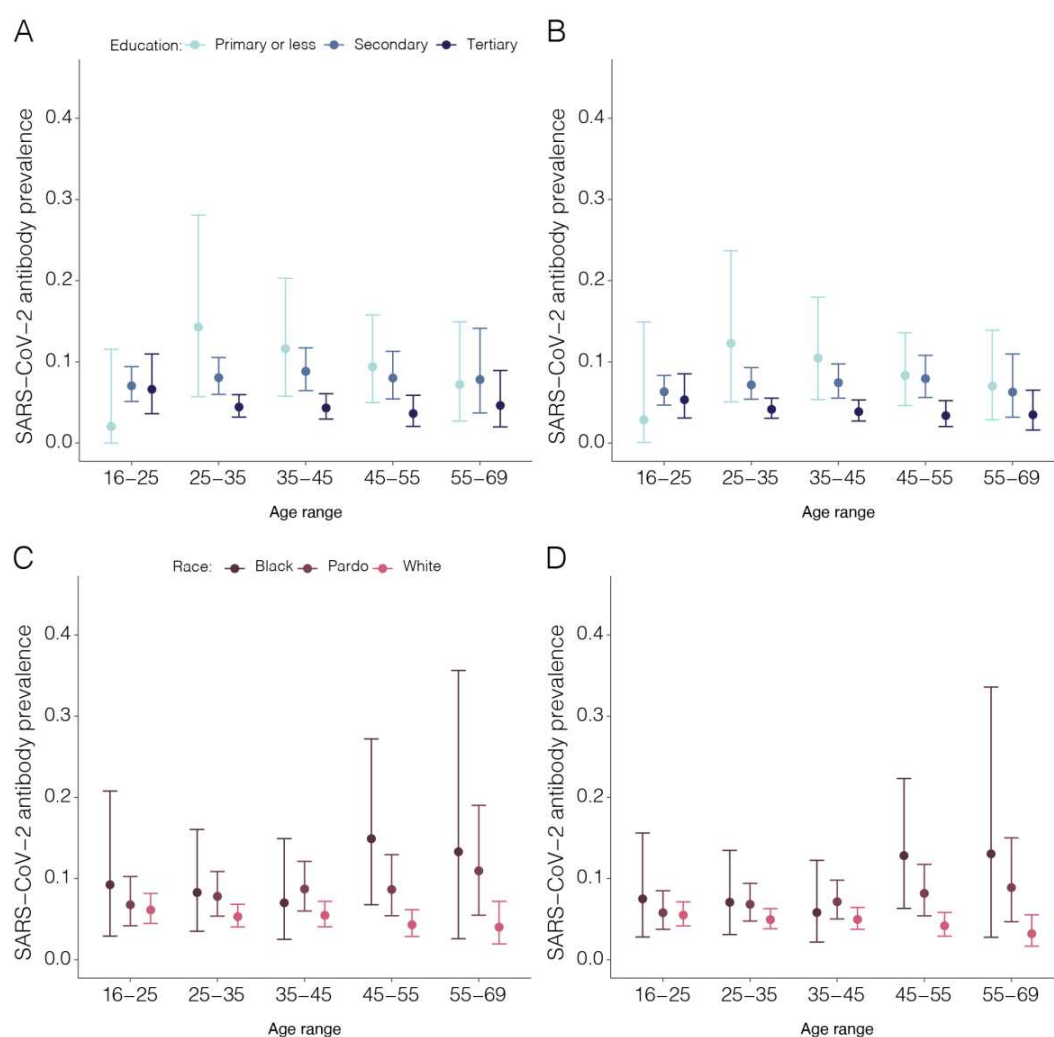 A
Education: Primary or less Secondary Tertiary
SARS-CoV-2 antibody prevalence
0.4
0.3
0.2
0.1
0.0
16-25 25-35 35-45 45-55 55-69
Age range
B
SARS-CoV-2 antibody prevalence
0.4
0.3
0.2
0.1
0.0
16-25 25-35 35-45 45-55 55-69
Age range
C
Race: Black Pardo White
SARS-CoV-2 antibody prevalence
0.4
0.3
0.2
0.1
0.0
16-25 25-35 35-45 45-55 55-69
Age range
D
SARS-CoV-2 antibody prevalence
0.4
0.3
0.2
0.1
0.0
16-25 25-35 35-45 45-55 55-69
Age range